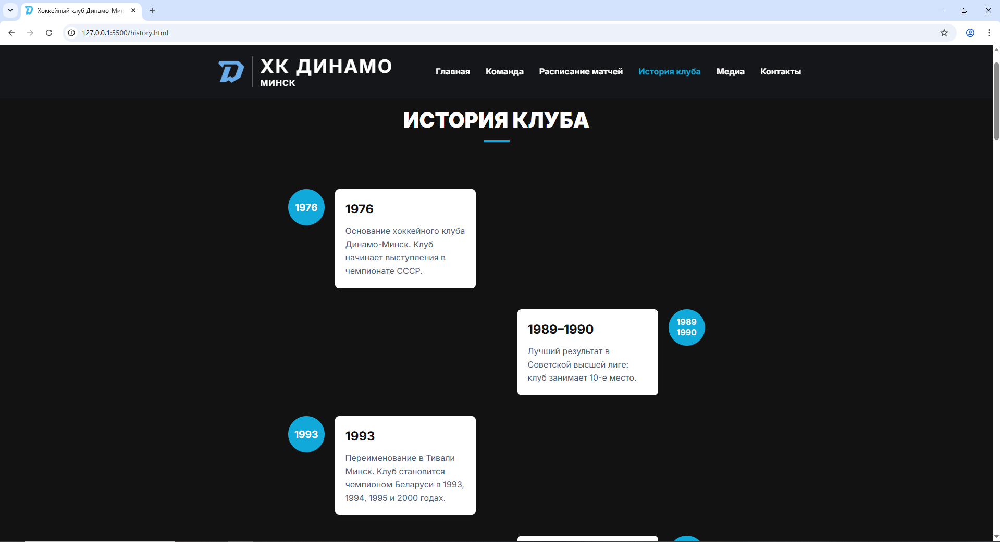 Хоккейный клуб Динамо-Мин
127.0.0.1:5500/history.html
ХК ДИНАМО
МИНСК
Главная
Команда
Расписание матчей
История клуба
Медиа
Контакты
ИСТОРИЯ КЛУБА
1976
1976
Основание хоккейного клуба
Динамо-Минск. Клуб
начинает выступления в
чемпионате СССР.
1989–1990
Лучший результат в
Советской высшей лиге:
клуб занимает 10-е место.
1989
1990
1993
1993
Переименование в Тивали
Минск. Клуб становится
чемпионом Беларуси в 1993,
1994, 1995 и 2000 годах.